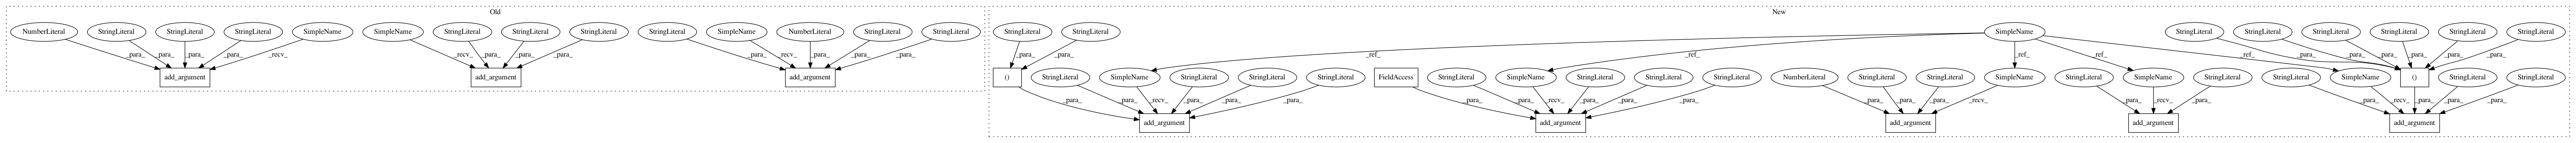 Old New
NumberLiteral StringLiteral StringLiteral StringLiteral SimpleName SimpleName StringLiteral StringLiteral StringLiteral StringLiteral SimpleName NumberLiteral StringLiteral StringLiteral StringLiteral StringLiteral SimpleName StringLiteral StringLiteral StringLiteral StringLiteral StringLiteral StringLiteral
_para_ _para_ _para_ _para_ _recv_ _recv_ _para_ _para_ _para_ _para_ _recv_ _para_ _para_ _para_ _para_ _para_ _ref_ _ref_ _ref_ _ref_ _ref_ _para_ _para_ _para_ _para_ _para_ _para_
add_argument add_argument add_argument () StringLiteral SimpleName StringLiteral StringLiteral StringLiteral FieldAccess StringLiteral SimpleName StringLiteral StringLiteral StringLiteral NumberLiteral StringLiteral StringLiteral SimpleName StringLiteral SimpleName StringLiteral StringLiteral SimpleName () StringLiteral StringLiteral
_para_ _para_ _recv_ _para_ _para_ _para_ _para_ _para_ _recv_ _para_ _para_ _para_ _para_ _para_ _para_ _recv_ _para_ _recv_ _para_ _para_ _recv_ _para_ _para_ _para_
add_argument add_argument add_argument add_argument add_argument